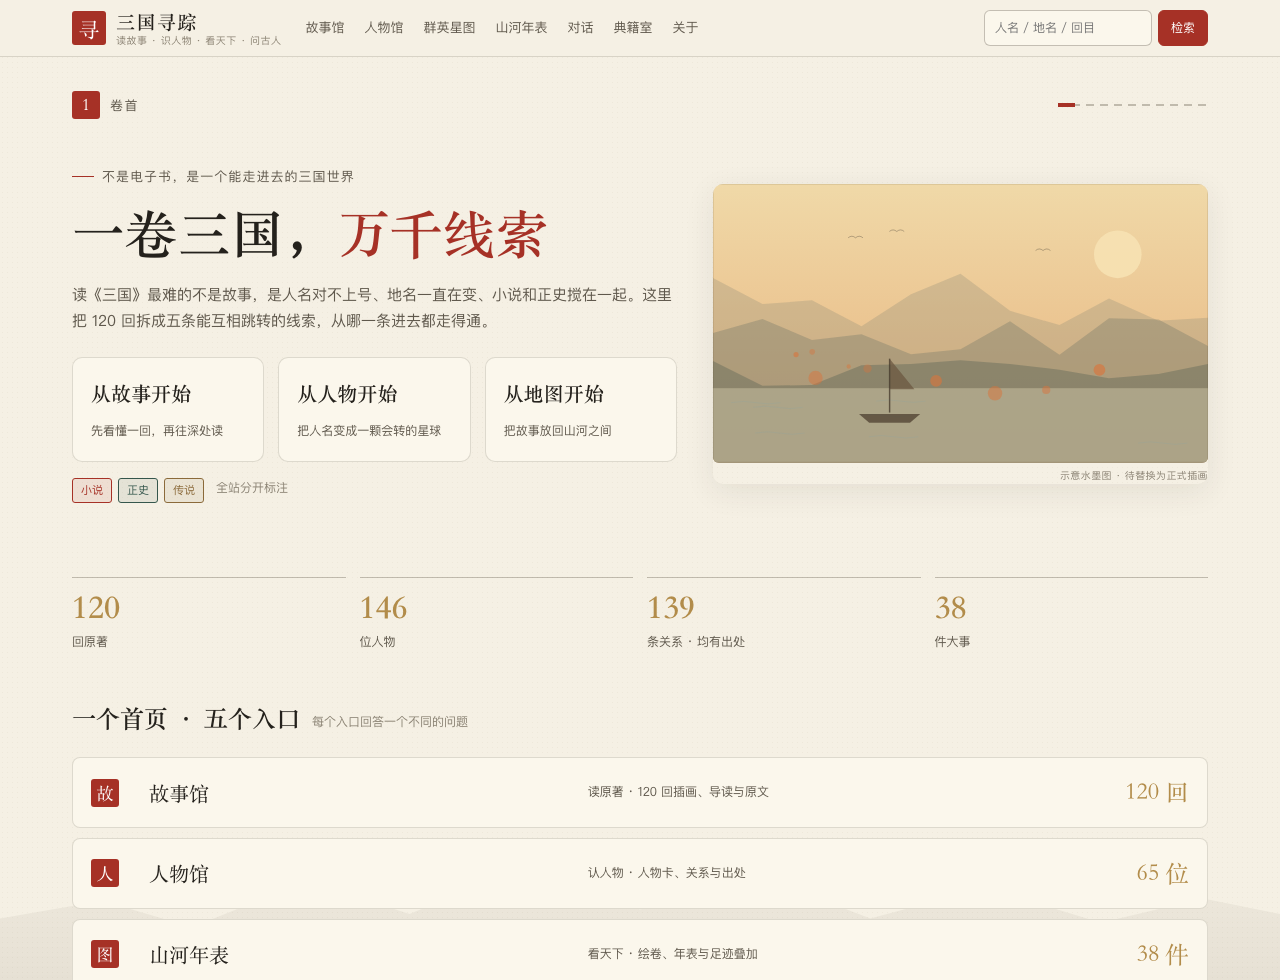 寻
三国寻踪
读故事 · 识人物 · 看天下 · 问古人
故事馆 人物馆 群英星图 山河年表 对话 典籍室 关于
人名 / 地名 / 回目
检索
1 卷首
不是电子书，是一个能走进去的三国世界
一卷三国，万千线索
读《三国》最难的不是故事，是人名对不上号、地名一直在变、小说和正史搅在一起。这里
把 120 回拆成五条能互相跳转的线索，从哪一条进去都走得通。
从故事开始
先看懂一回，再往深处读
从人物开始
把人名变成一颗会转的星球
从地图开始
把故事放回山河之间
小说 正史 传说 全站分开标注
示意水墨图 · 待替换为正式插画
120
回原著
146
位人物
139
条关系 · 均有出处
38
件大事
一个首页 · 五个入口 每个入口回答一个不同的问题
故 故事馆 读原著 · 120 回插画、导读与原文 120 回
人 人物馆 认人物 · 人物卡、关系与出处 65 位
图 山河年表 看天下 · 绘卷、年表与足迹叠加 38 件